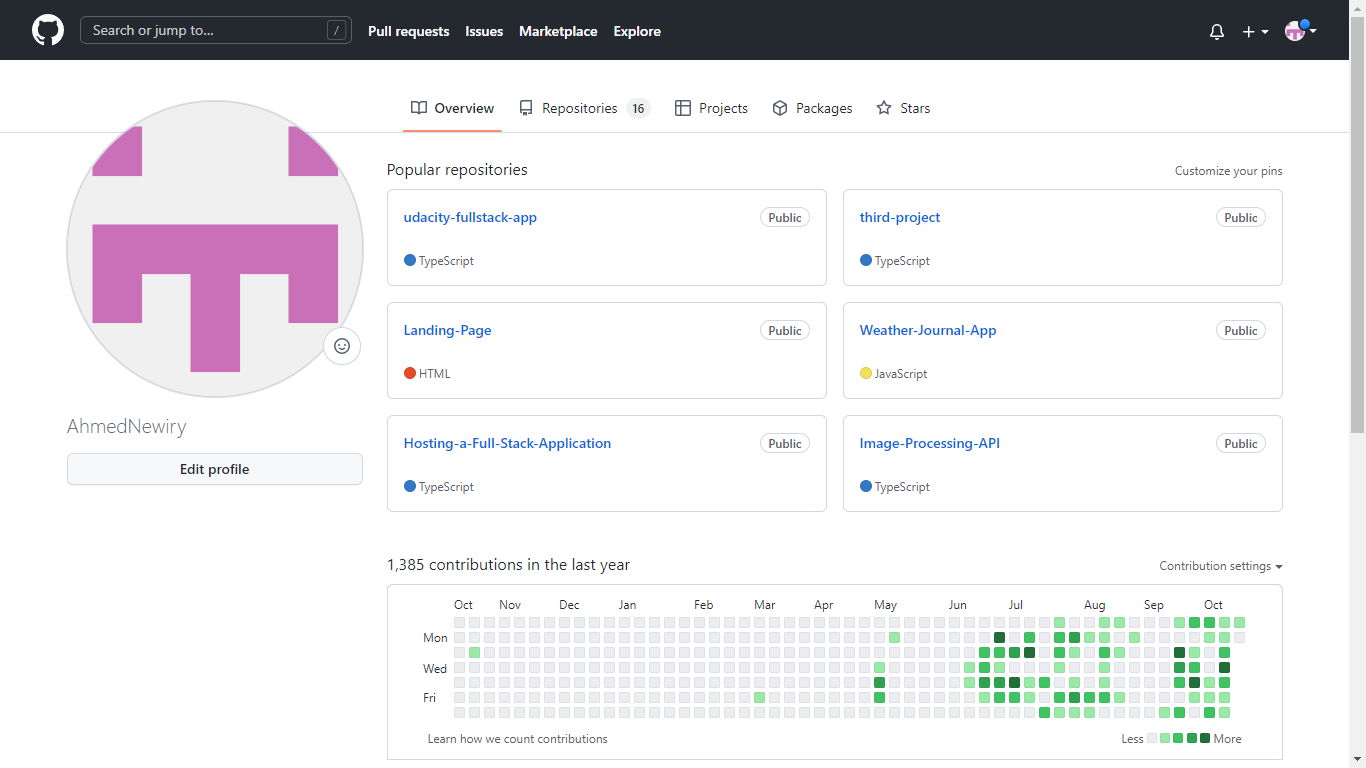 Search or jump to... /
Pull requests
Issues
Marketplace
Explore
Overview
Repositories 16
Projects
Packages
Stars
AhmedNewiry
Edit profile
Popular repositories
Customize your pins
udacity-fullstack-app
Public
TypeScript
third-project
Public
TypeScript
Landing-Page
Public
HTML
Weather-Journal-App
Public
JavaScript
Hosting-a-Full-Stack-Application
Public
TypeScript
Image-Processing-API
Public
TypeScript
1,385 contributions in the last year
Contribution settings
Oct Nov Dec Jan Feb Mar Apr May Jun Jul Aug Sep Oct
Mon
Wed
Fri
Learn how we count contributions
Less More